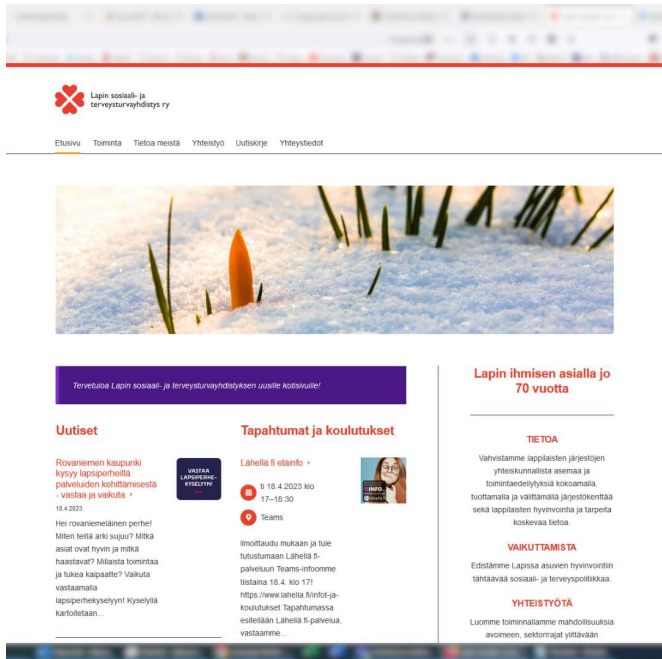 Lapin sosiaali- ja
terveysturvayhdistys ry
Etusivu Toiminta Tietoa meistä Yhteistyö Uutiskirje Yhteystiedot
Tervetuloa Lapin sosiaali- ja terveysturvayhdistyksen uusille kotisivuille!
Uutiset
Rovaniemen kaupunki
kysyy lapsiperheiltä
palveluiden kehittämisestä
- vastaa ja vaikuta
18.4.2023
Hei rovaniemeläinen perhe!
Miten teillä arki sujuu? Mitkä
asiat ovat hyvin ja mitkä
haastavat? Millaista toimintaa
ja tukea kaipaatte? Vaikuta
vastaamalla
lapsiperhekyselyyn! Kyselyllä
kartoitetaan...
VASTAA
LAPSIPERHE-
KYSELYYN!
Tapahtumat ja koulutukset
Lähellä.fi etäinfo
ti 18.4.2023 klo
17–18:30
Teams
INFO
Ilmoittaudu mukaan ja tule
tutustumaan Lähellä.fi-
palveluun Teams-infoomme
tiistaina 18.4. klo 17!
https://www.lahella.fi/infot-ja-
koulutukset Tapahtumassa
esitellään Lähellä.fi-palvelua,
vastaamme...
Lapin ihmisen asialla jo
70 vuotta
TIETOA
Vahvistamme lappilaisten järjestöjen
yhteiskunnallista asemaa ja
toimintaedellytyksiä kokoamalla,
tuottamalla ja välittämällä järjestökenttää
sekä lappilaisten hyvinvointia ja tarpeita
koskevaa tietoa.
VAIKUTTAMISTA
Edistämme Lapissa asuvien hyvinvointiin
tähtäävää sosiaali- ja terveyspolitiikkaa.
YHTEISTYÖTÄ
Luomme toiminnallamme mahdollisuuksia
avoimeen, sektorirajat ylittävään